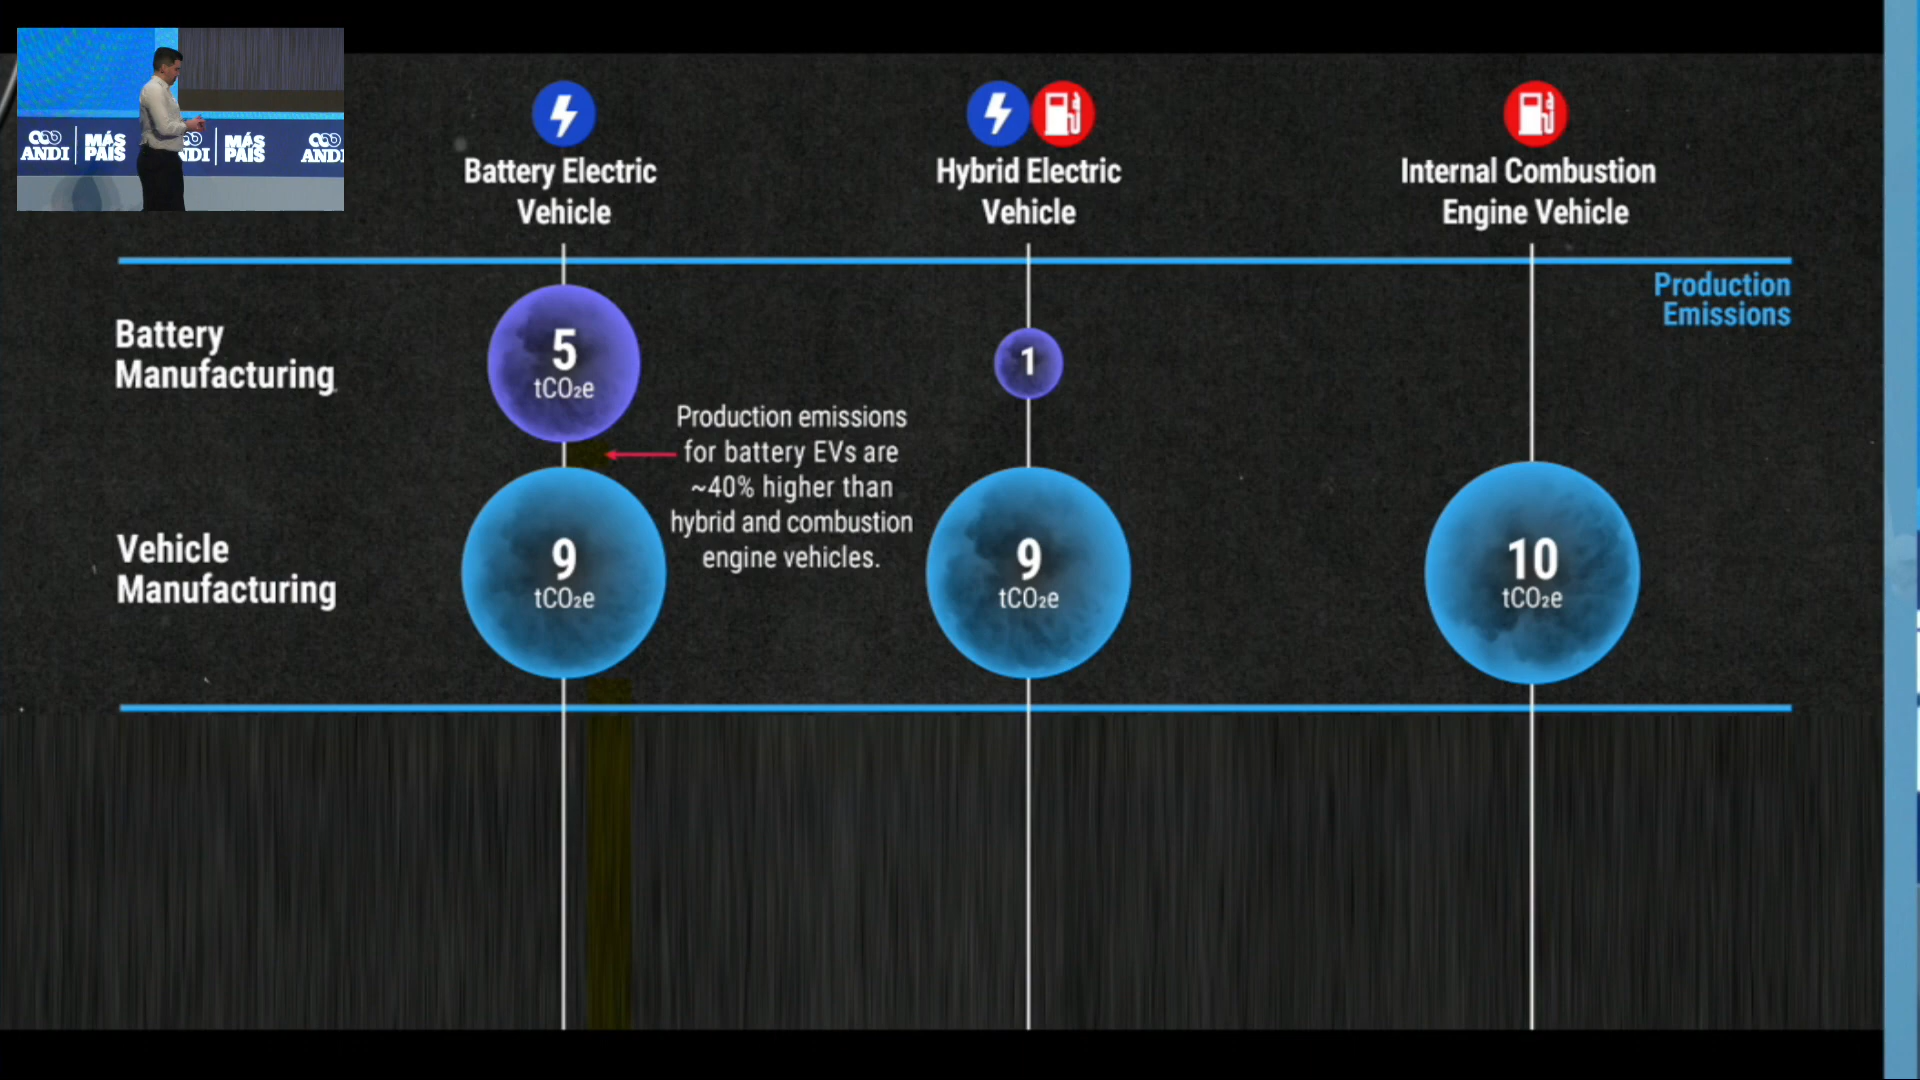 ANDI
MÁS
PAÍS
NDI
MÁS
PAÍS
AND
Battery Electric
Vehicle
Hybrid Electric
Vehicle
Internal Combustion
Engine Vehicle
Production
Emissions
Battery
Manufacturing
5
tCO₂e
1
Production emissions
for battery EVs are
~40% higher than
hybrid and combustion
engine vehicles.
Vehicle
Manufacturing
9
tCO₂e
9
tCO₂e
10
tCO₂e